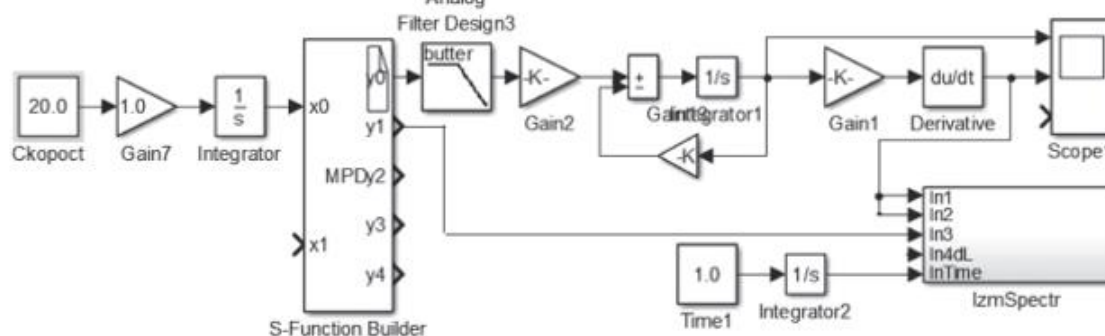 Analog
Filter Design3
butter
20.0
Ckopoct
1.0
Gain7
1
s
Integrator
x0
x1
y0
y1
MPDy2
y3
y4
S-Function Builder
-K-
Gain2
+
-
1/s
Integrator1
-K
-K-
Gain1
du/dt
Derivative
Scope
In1
In2
In3
In4dL
InTime
IzmSpectr
1.0
Time1
1/s
Integrator2